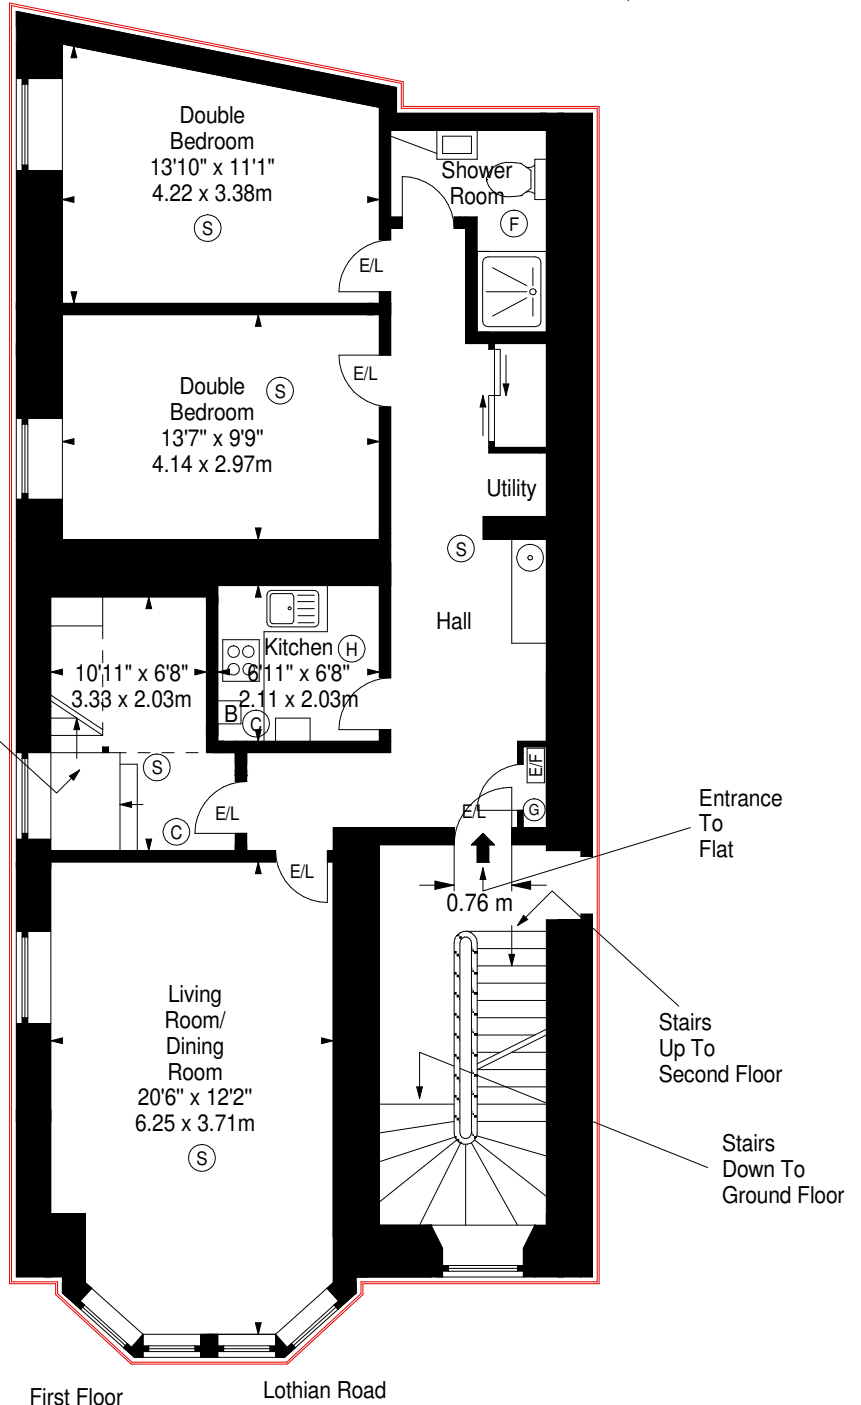 Double
Bedroom
13'10" x 11'1"
4.22 x 3.38m
S
Shower
Room
F
E/L
E/L
Double
Bedroom
13'7" x 9'9"
4.14 x 2.97m
S
Utility
S
Hall
Kitchen
H
6'11" x 6'8"
2.11 x 2.03m
B
C
10'11" x 6'8"
3.33 x 2.03m
S
C
E/L
E/L
E/F
G
E/L
Entrance
To
Flat
0.76 m
Living
Room/
Dining
Room
20'6" x 12'2"
6.25 x 3.71m
S
Stairs
Up To
Second Floor
Stairs
Down To
Ground Floor
First Floor
Lothian Road